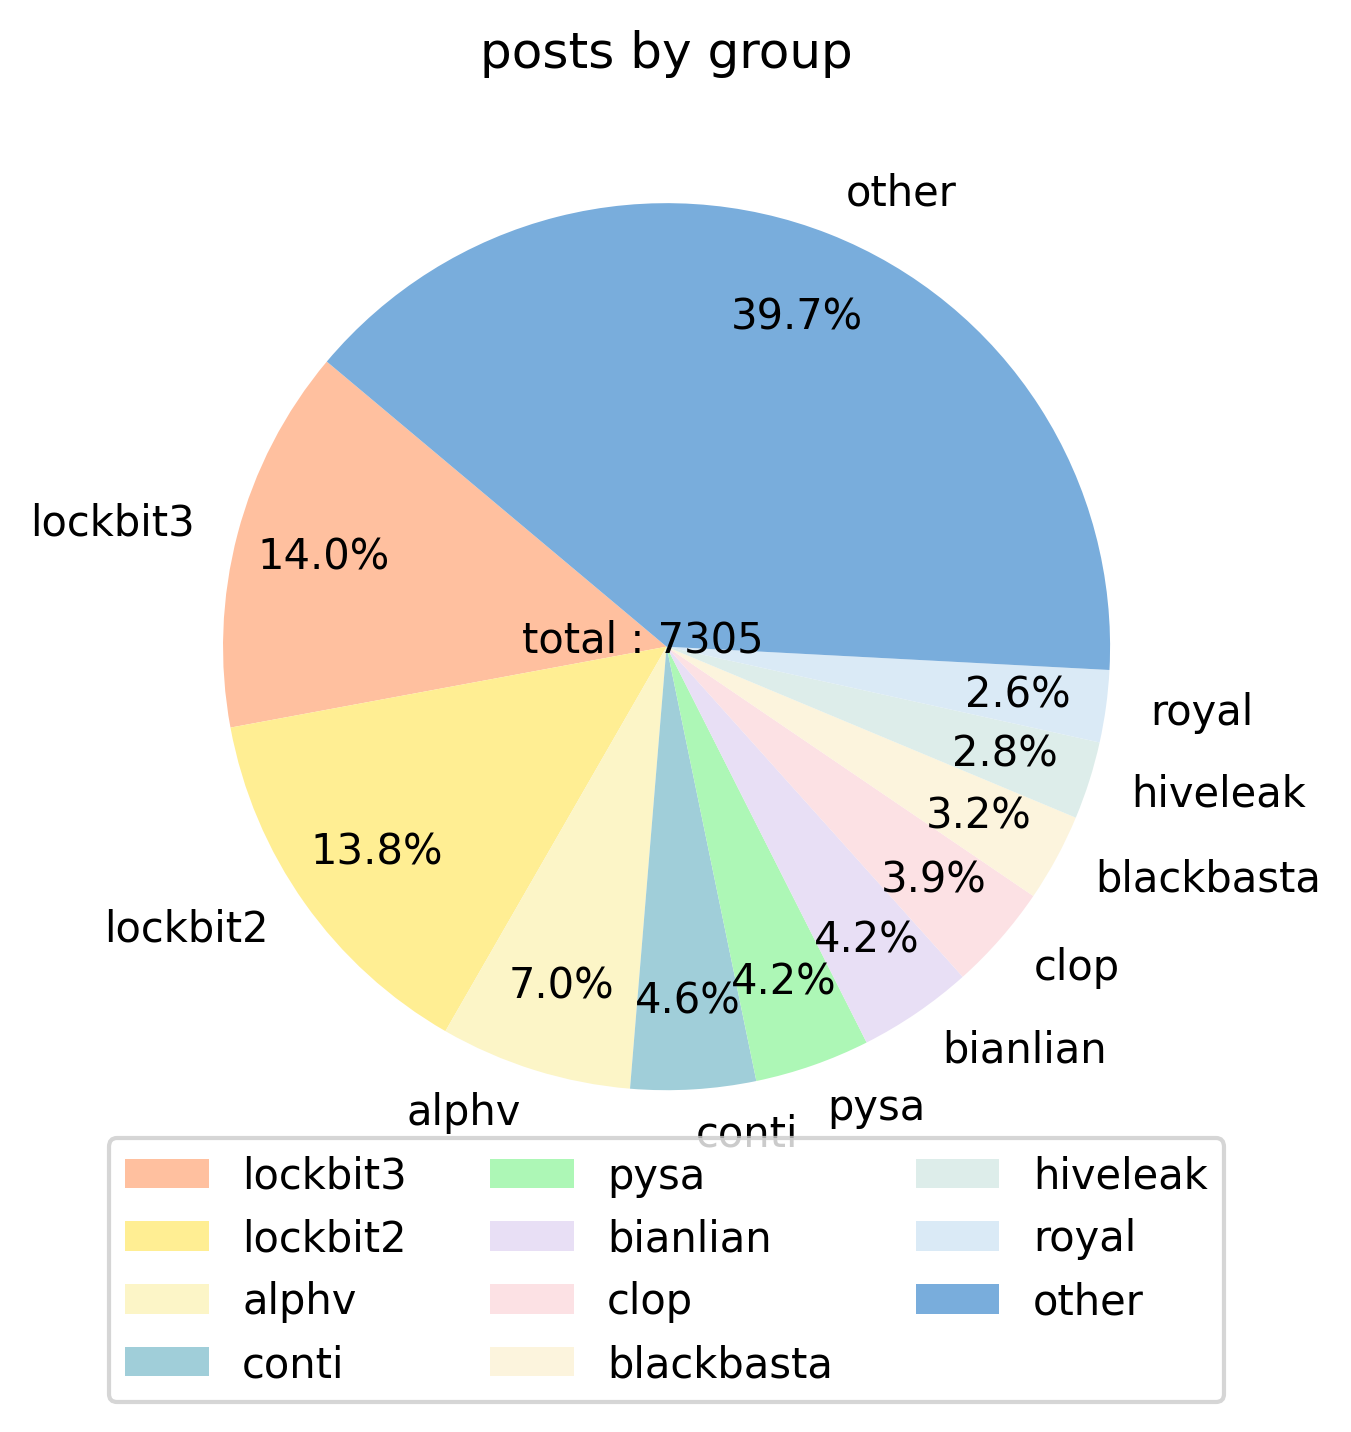 posts by group
other
39.7%
lockbit3
14.0%
total : 7305
2.6%
royal
2.8%
hiveleak
3.2%
blackbasta
13.8%
3.9%
lockbit2
4.2%
clop
7.0%
4.6%
4.2%
bianlian
alphv
conti
pysa
lockbit3
lockbit2
alphv
conti
pysa
bianlian
clop
blackbasta
hiveleak
royal
other